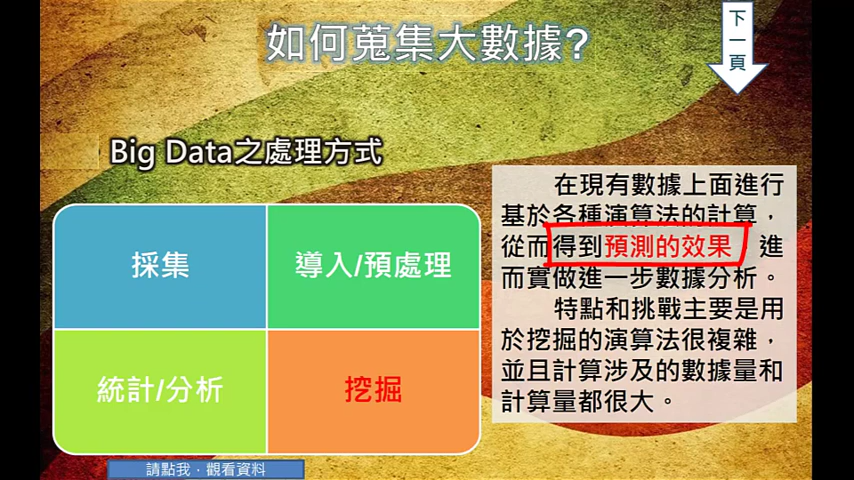 如何蒐集大數據?
下一頁
Big Data之處理方式
採集
導入/預處理
統計/分析
挖掘
在現有數據上面進行
基於各種演算法的計算，
從而得到預測的效果，進
而實做進一步數據分析。
特點和挑戰主要是用
於挖掘的演算法很複雜，
並且計算涉及的數據量和
計算量都很大。
請點我，觀看資料